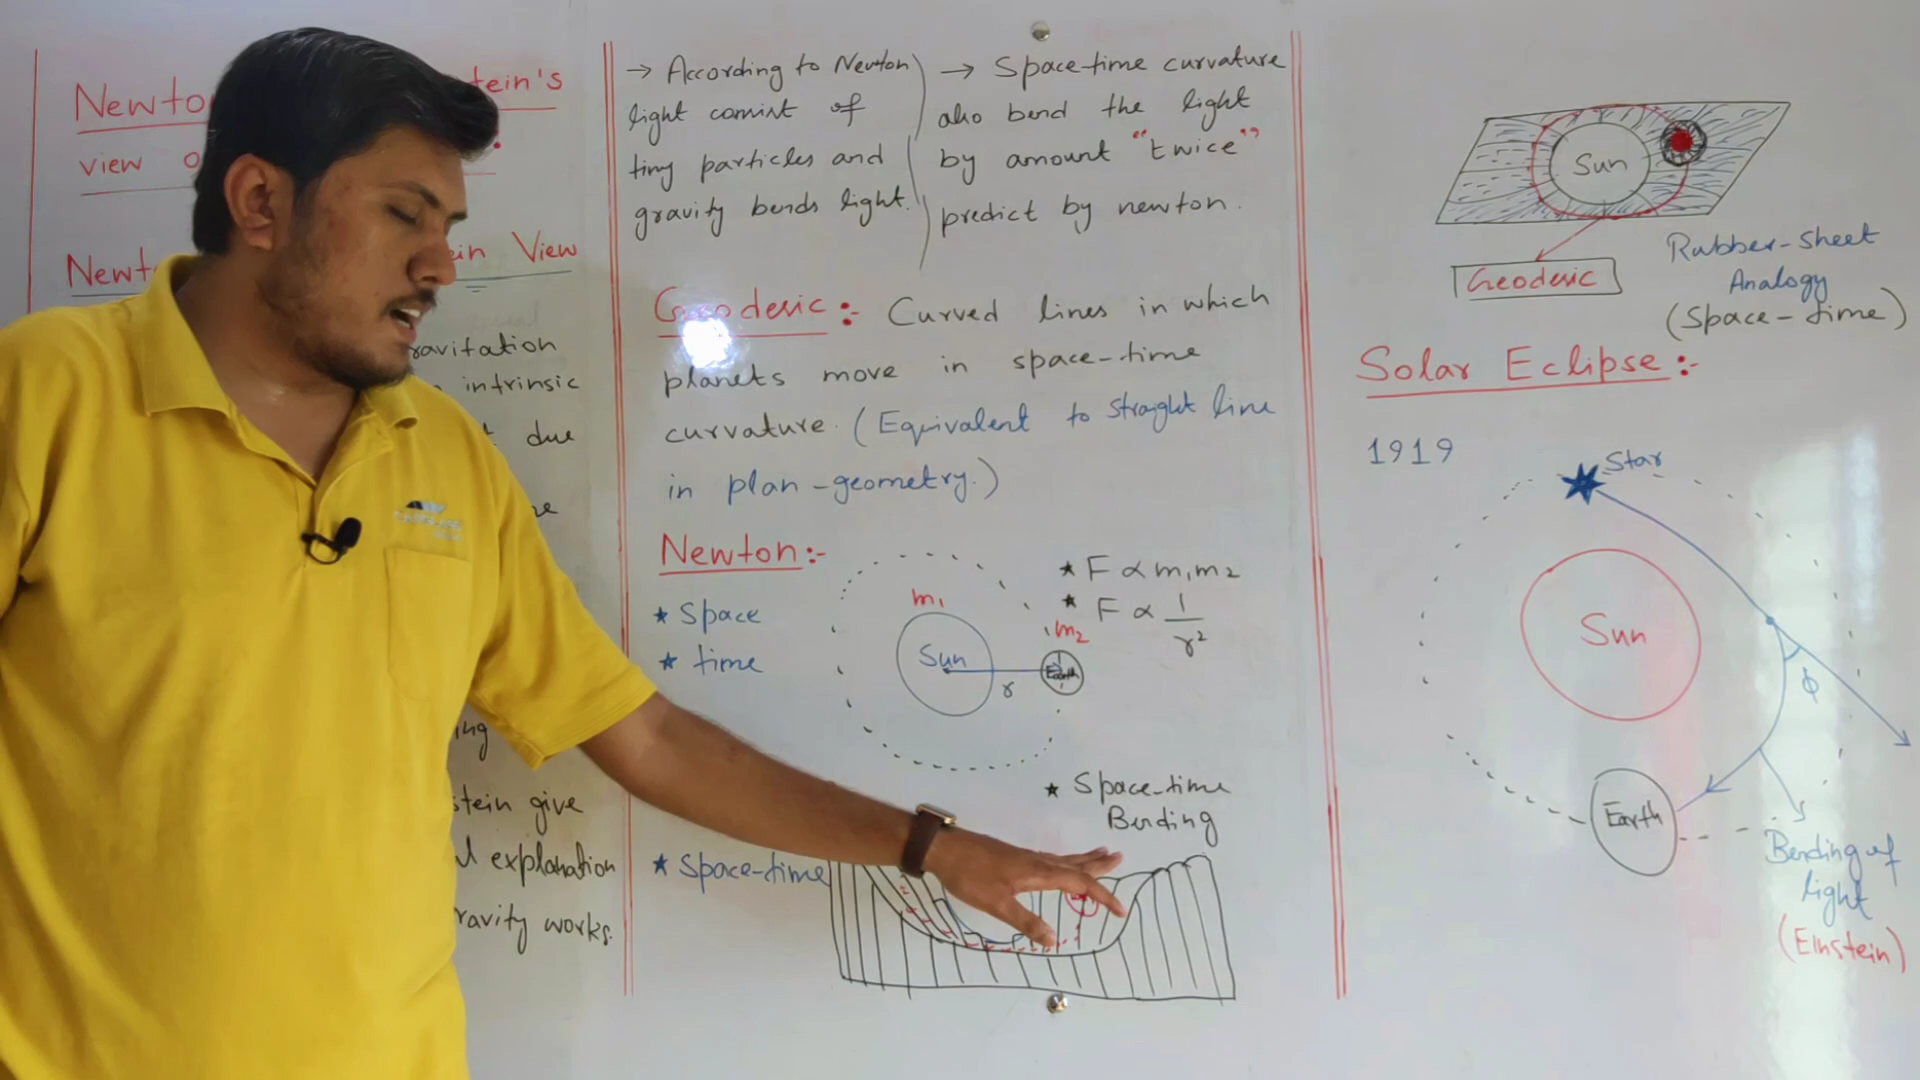 tein's
view
ein View
ravitation
intrinsic
due
stein give
explanation
ravity works.
→ According to Newton
light consist of
tiny particles and
gravity bends light.
→ Space-time curvature
also bend the light
by amount "twice"
predict by newton.
Geodesic:- Curved lines in which
planets move in space-time
curvature. (Equivalent to straight line
in plan-geometry.)
Newton:-
★ Space
★ time
m₁
Sun
r
m₂
Earth
★ F ∝ m₁m₂
★ F ∝ 1/r²
★ Space-time
Bending
★ Space-time
Sun
Geodesic
Rubber-Sheet
Analogy
(Space-time)
Solar Eclipse:-
1919
Star
Sun
ϕ
Earth
Bending of
light
(Einstein)